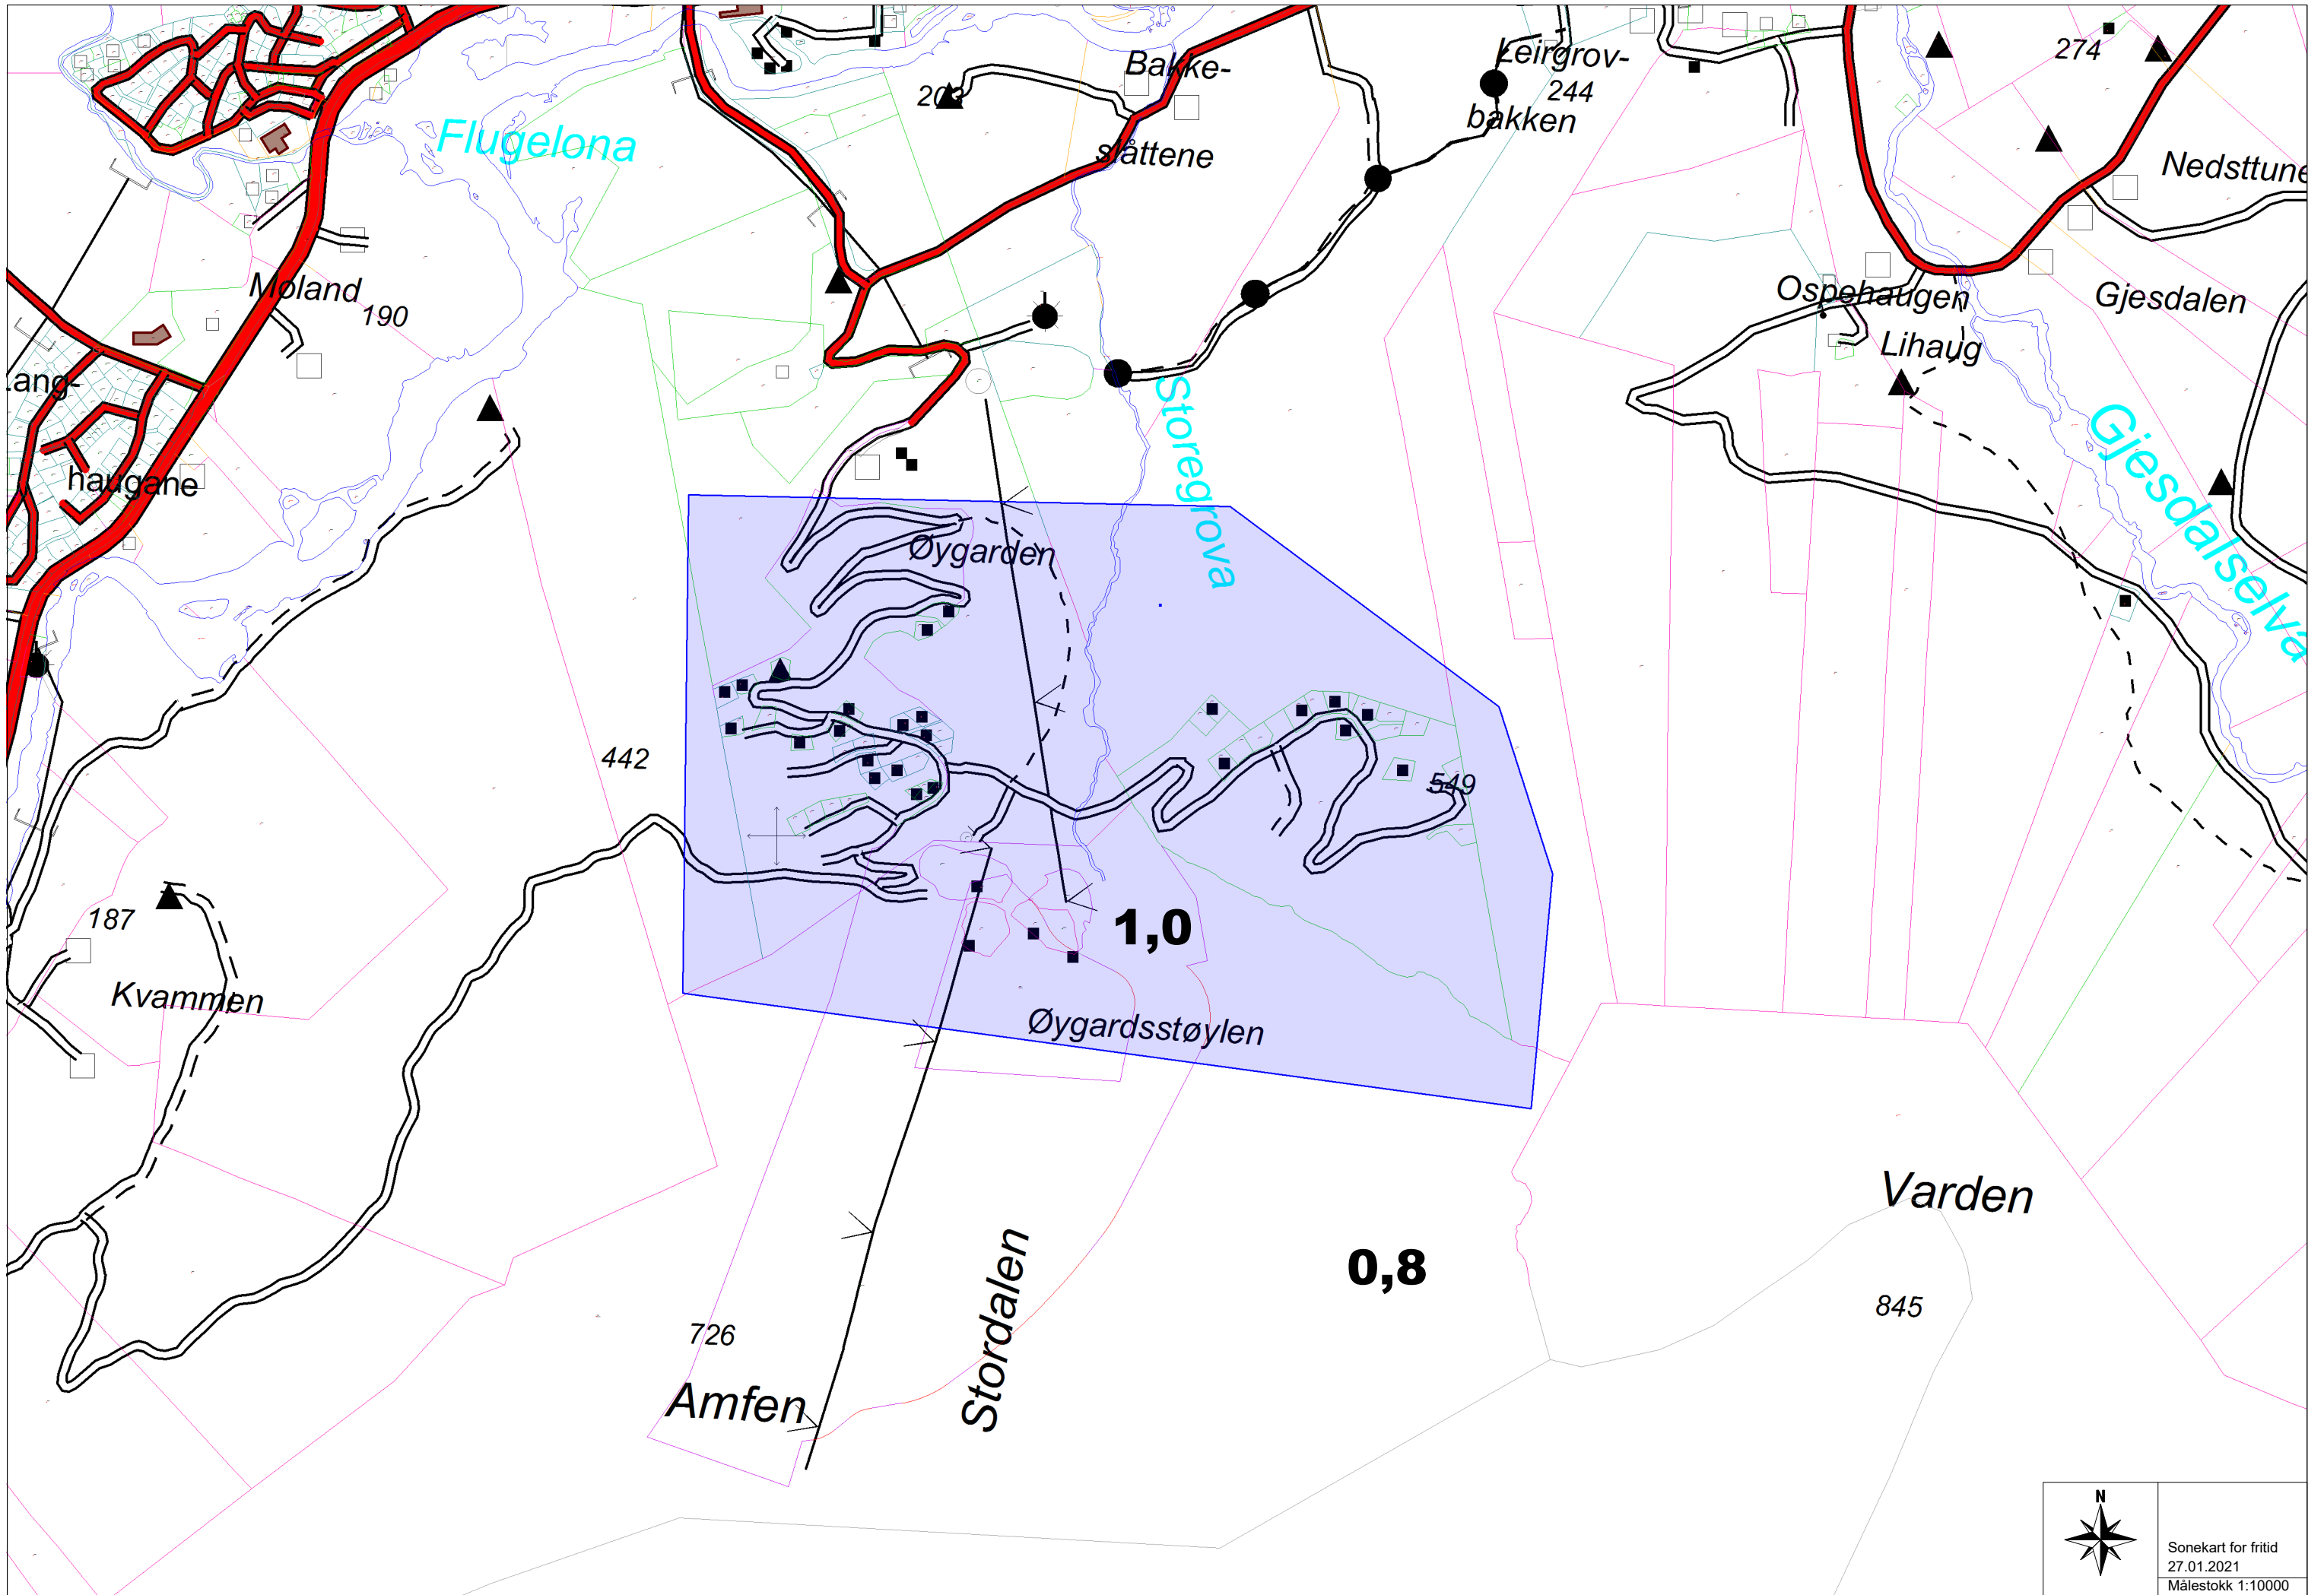 Leirgrov-
274
Bakke-
203
244
bakken
Flugelona
slåttene
Nedsttune
Moland
190
Ospehaugen
Gjesdalen
Lihaug
Lang-
haugane
Storegrova
Gjesdalselva
Øygarden
442
549
187
1,0
Kvammen
Øygardsstøylen
Varden
0,8
845
Stordalen
726
Amfen
N
Sonekart for fritid
27.01.2021
Målestokk 1:10000